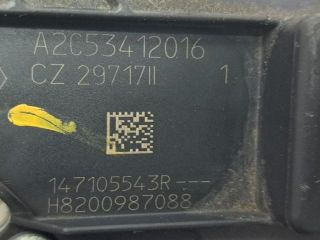 A2C53412016
CZ 29717II 1
147105543R---
H8200987088